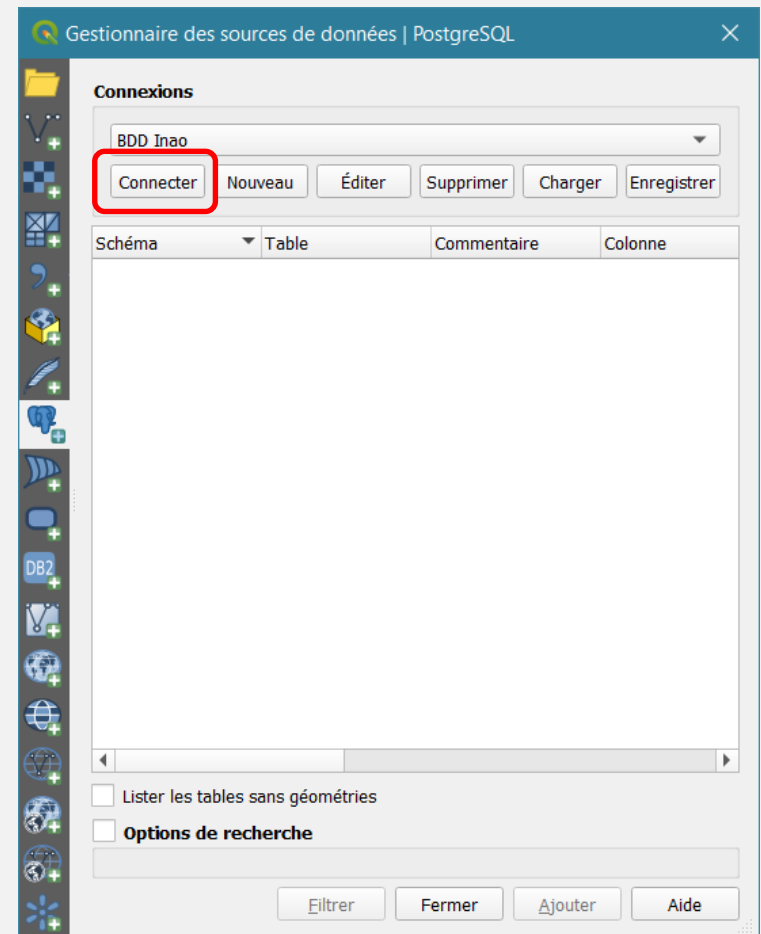 Gestionnaire des sources de données | PostgreSQL
Connexions
BDD Inao
Connecter Nouveau Éditer Supprimer Charger Enregistrer
Schéma Table Commentaire Colonne
DB2
Lister les tables sans géométries
Options de recherche
Filtrer Fermer Ajouter Aide